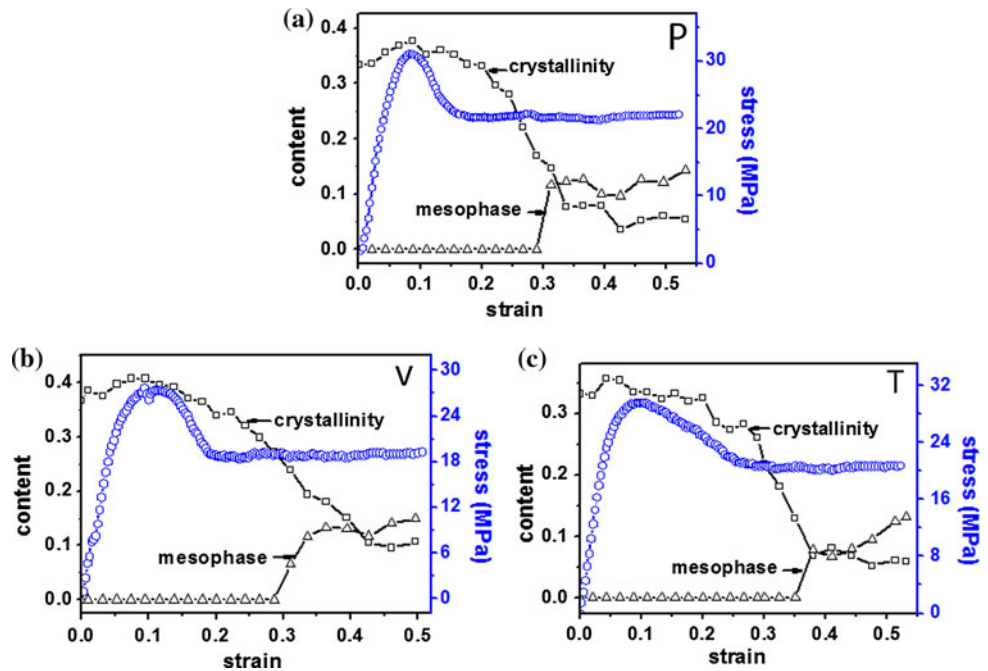 (a)
P
crystallinity
mesophase
content
0.4
0.3
0.2
0.1
0.0
stress (MPa)
30
20
10
0
0.0 0.1 0.2 0.3 0.4 0.5
strain
(b)
V
crystallinity
mesophase
content
0.4
0.3
0.2
0.1
0.0
stress (MPa)
30
24
18
12
6
0
0.0 0.1 0.2 0.3 0.4 0.5
strain
(c)
T
crystallinity
mesophase
content
0.3
0.2
0.1
0.0
stress (MPa)
32
24
16
8
0
0.0 0.1 0.2 0.3 0.4 0.5
strain